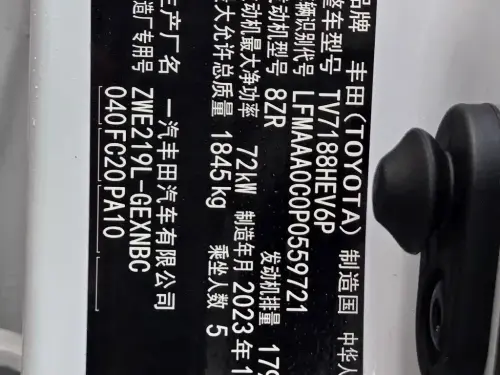 品牌 丰田(TOYOTA) 制造国 中华人
整车型号 TV7188HEV6P
车辆识别代号 LFMAAA0C0P0559721
发动机型号 8ZR 发动机排量 179
发动机最大净功率 72kW 制造年月 2023年1
最大允许总质量 1845kg 乘坐人数 5
生产厂名 一汽丰田汽车有限公司
造厂专用号 ZWE219L-GEXNBC
040 FC20 PA10